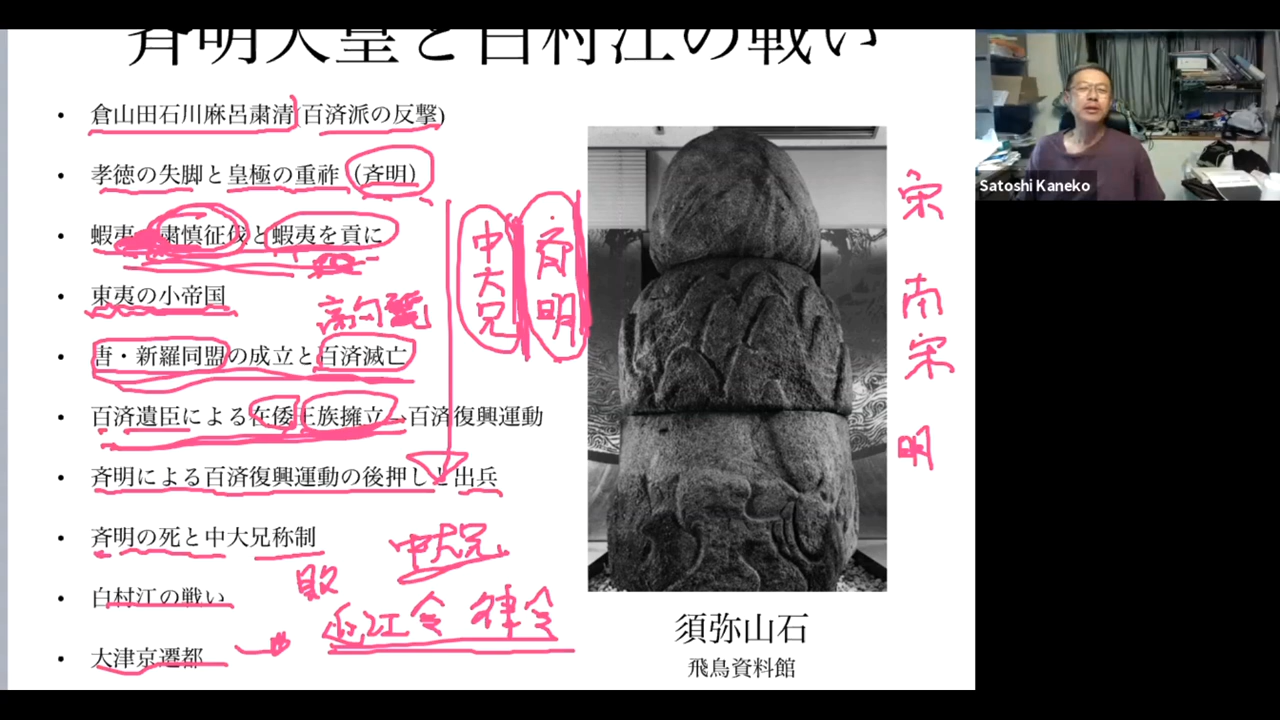 斉明天皇と白村江の戦い
• 倉山田石川麻呂粛清(百済派の反撃)
• 孝徳の失脚と皇極の重祚（斉明）
• 蝦夷 粛慎征伐と蝦夷を貢に
• 東夷の小帝国
高句麗
• 唐・新羅同盟の成立と百済滅亡
• 百済遺臣による在倭王族擁立→百済復興運動
• 斉明による百済復興運動の後押しと出兵
• 斉明の死と中大兄称制
• 白村江の戦い
• 大津京遷都
中大兄
斉明
中大兄
敗
近江令 律令
須弥山石
飛鳥資料館
宋
南宋
明
Satoshi Kaneko